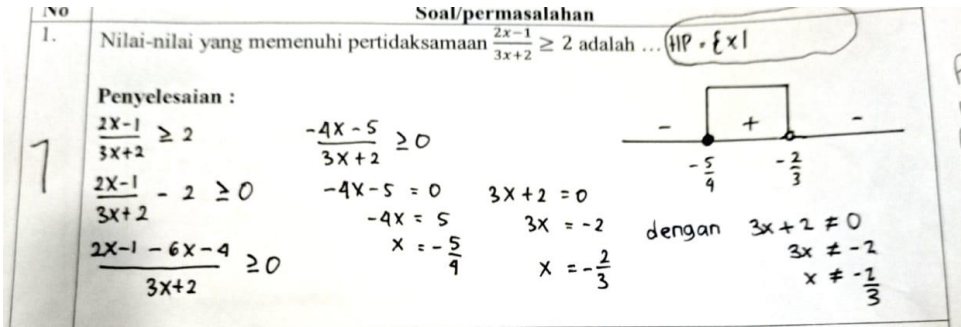 No Soal/permasalahan
1. Nilai-nilai yang memenuhi pertidaksamaan (2x−1)/(3x+2) ≥ 2 adalah … HP = {x|
Penyelesaian :
1
(2x-1)/(3x+2) ≥ 2
(2x-1)/(3x+2) - 2 ≥ 0
(2x-1-6x-4)/(3x+2) ≥ 0
(-4x-5)/(3x+2) ≥ 0
-4x-5 = 0
-4x = 5
x = -5/4
3x+2 = 0
3x = -2
x = -2/3
- + -
-5/4 -2/3
dengan 3x+2 ≠ 0
3x ≠ -2
x ≠ -2/3